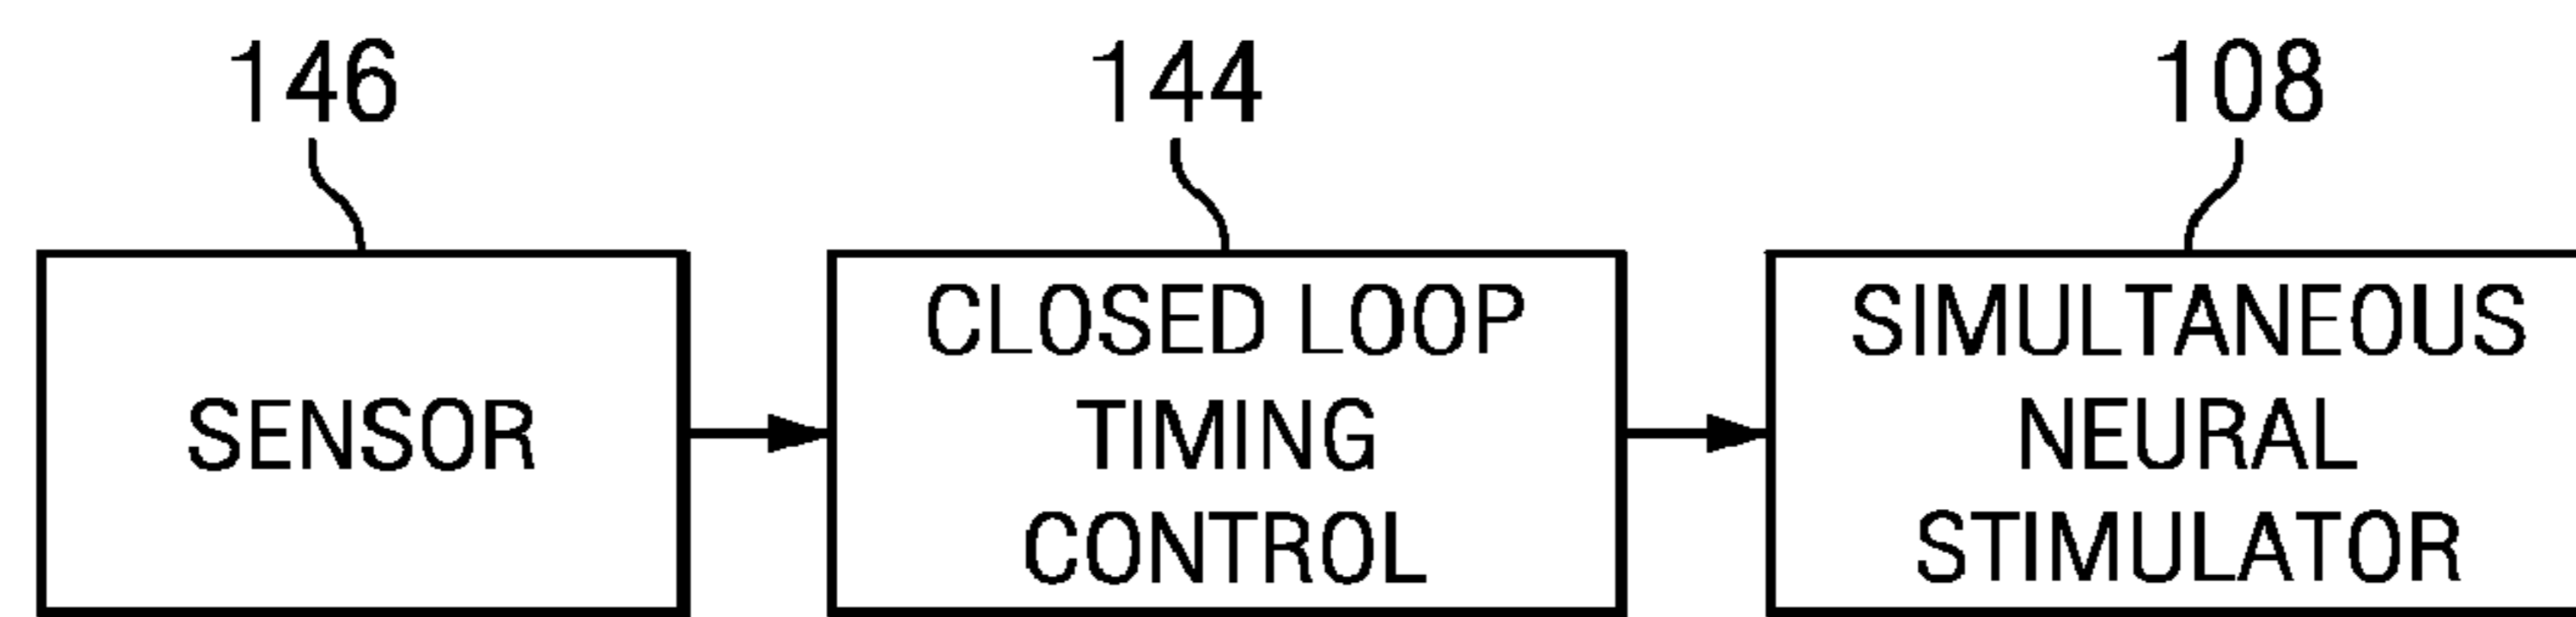 146
144
108
SENSOR
CLOSED LOOP
TIMING
CONTROL
SIMULTANEOUS
NEURAL
STIMULATOR